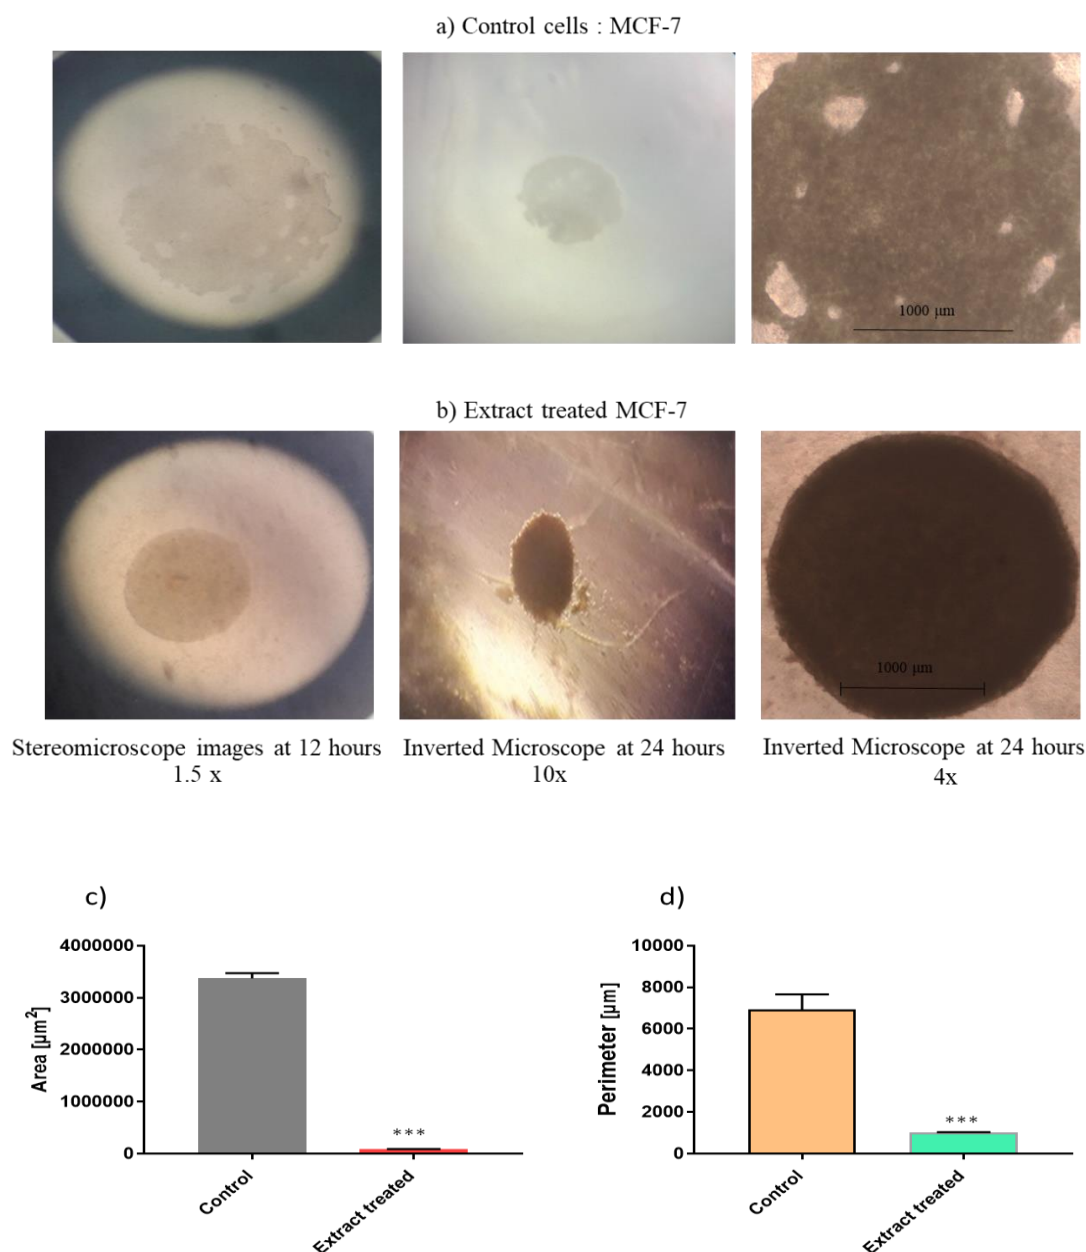 a) Control cells : MCF-7
1000 μm
b) Extract treated MCF-7
1000 μm
Stereomicroscope images at 12 hours
1.5 x
Inverted Microscope at 24 hours
10x
Inverted Microscope at 24 hours
4x
c)
Area [μm²]
4000000
3000000
2000000
1000000
0
***
Control
Extract treated
d)
Perimeter [μm]
10000
8000
6000
4000
2000
0
***
Control
Extract treated